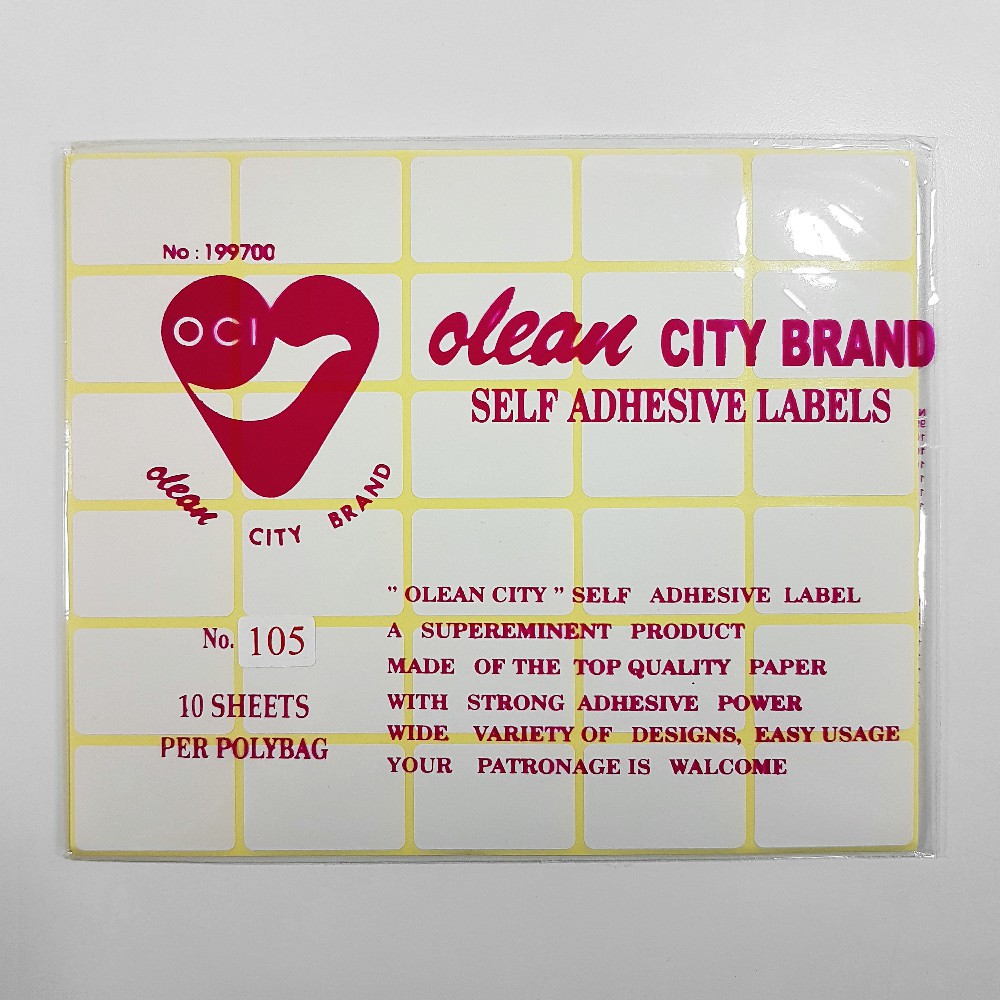 No : 199700
OCI
olean CITY BRAND
SELF ADHESIVE LABELS
olean CITY BRAND
" OLEAN CITY " SELF ADHESIVE LABEL
A SUPEREMINENT PRODUCT
MADE OF THE TOP QUALITY PAPER
WITH STRONG ADHESIVE POWER
WIDE VARIETY OF DESIGNS, EASY USAGE
YOUR PATRONAGE IS WALCOME
No. 105
10 SHEETS
PER POLYBAG